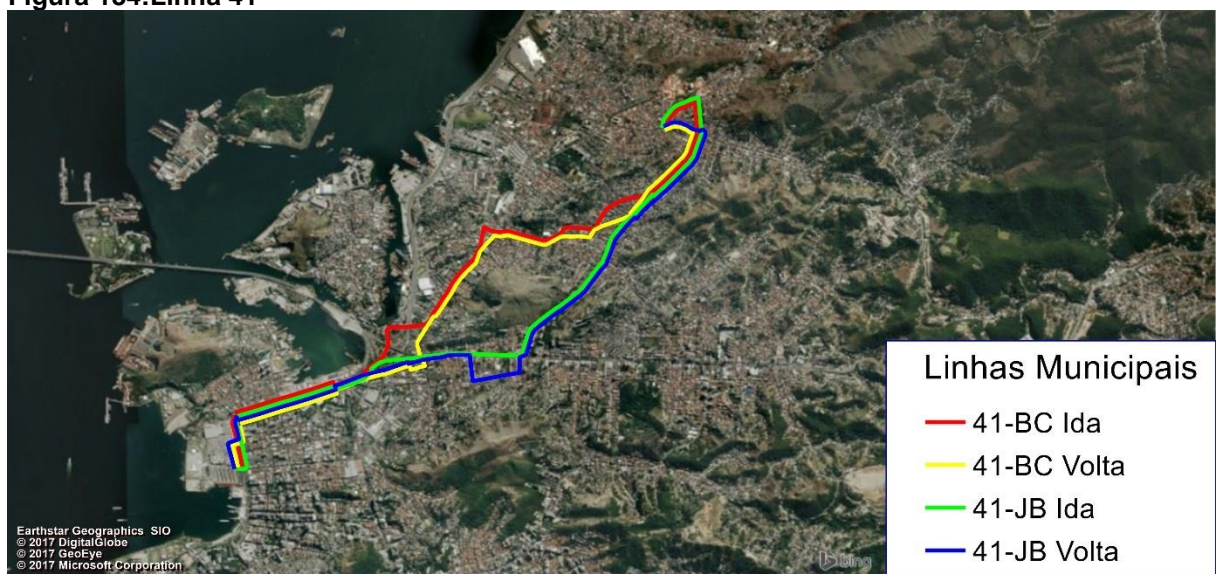 Figura 164:Linha 41
Linhas Municipais
41-BC Ida
41-BC Volta
41-JB Ida
41-JB Volta
Earthstar Geographics SIO
© 2017 DigitalGlobe
© 2017 GeoEye
© 2017 Microsoft Corporation
bing